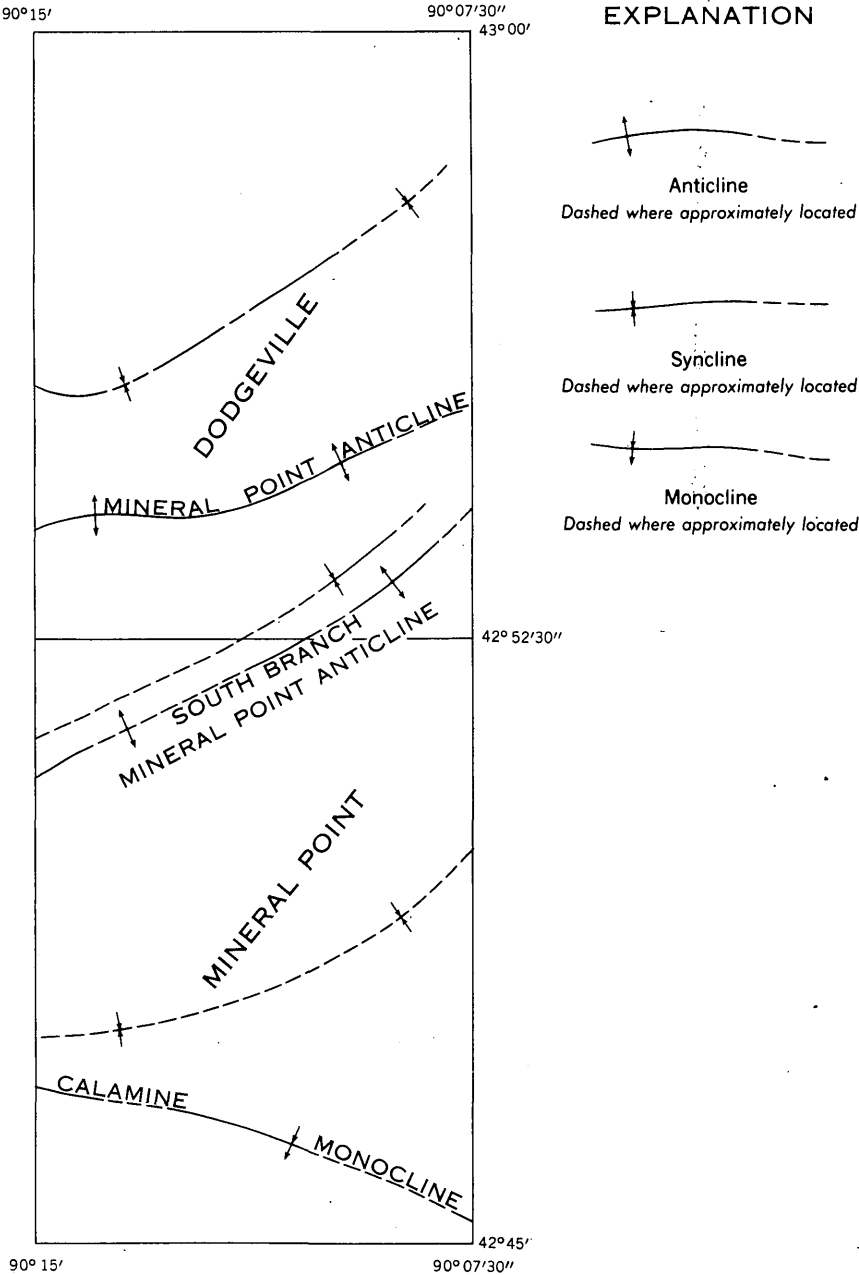 90°15′
90°07′30″
EXPLANATION
43°00′
Anticline
Dashed where approximately located
DODGEVILLE
Syncline
Dashed where approximately located
MINERAL POINT ANTICLINE
Monocline
Dashed where approximately located
42°52′30″
SOUTH BRANCH
MINERAL POINT ANTICLINE
MINERAL POINT
CALAMINE MONOCLINE
42°45′
90°15′
90°07′30″